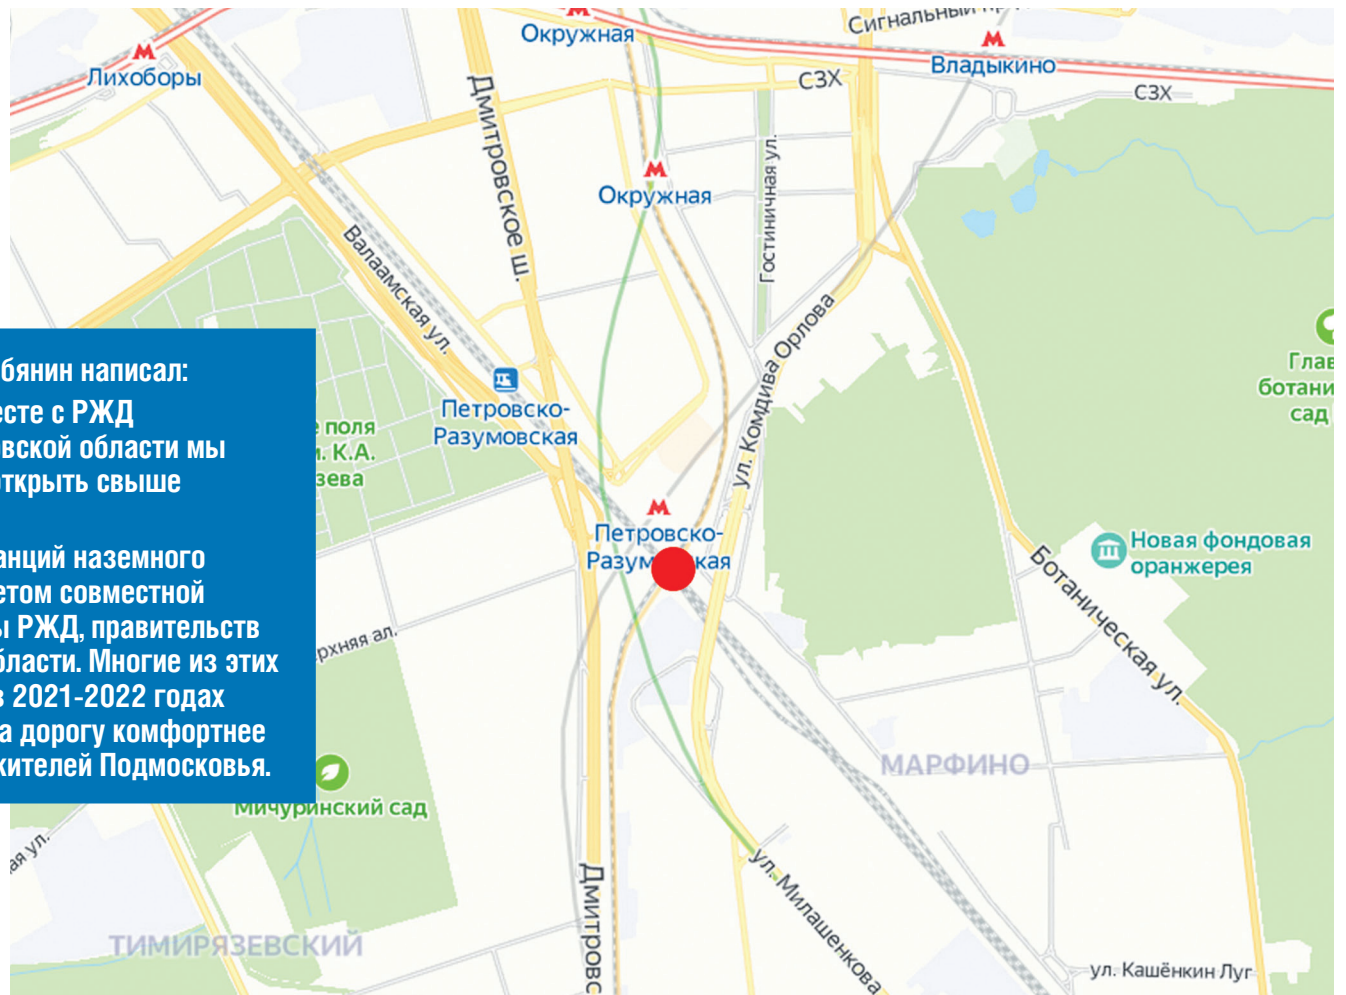 Окружная
Сигнальный
Лихоборы
Владыкино
СЗХ
СЗХ
Дмитровское ш.
Окружная
Гостиничная ул.
Валаамская ул.
ул. Комдива Орлова
Глав
ботани
сад
бянин написал:
есте с РЖД
овской области мы
открыть свыше
анций наземного
етом совместной
ы РЖД, правительств
бласти. Многие из этих
в 2021-2022 годах
а дорогу комфортнее
жителей Подмосковья.
Петровско-
Разумовская
поля
. К.А.
зева
Петровско-
Разум кая
Новая фондовая
оранжерея
Ботаническая ул.
рхняя ал.
МАРФИНО
Мичуринский сад
ая ул.
Дмитровс
ул. Милашенкова
ТИМИРЯЗЕВСКИЙ
ул. Кашёнкин Луг